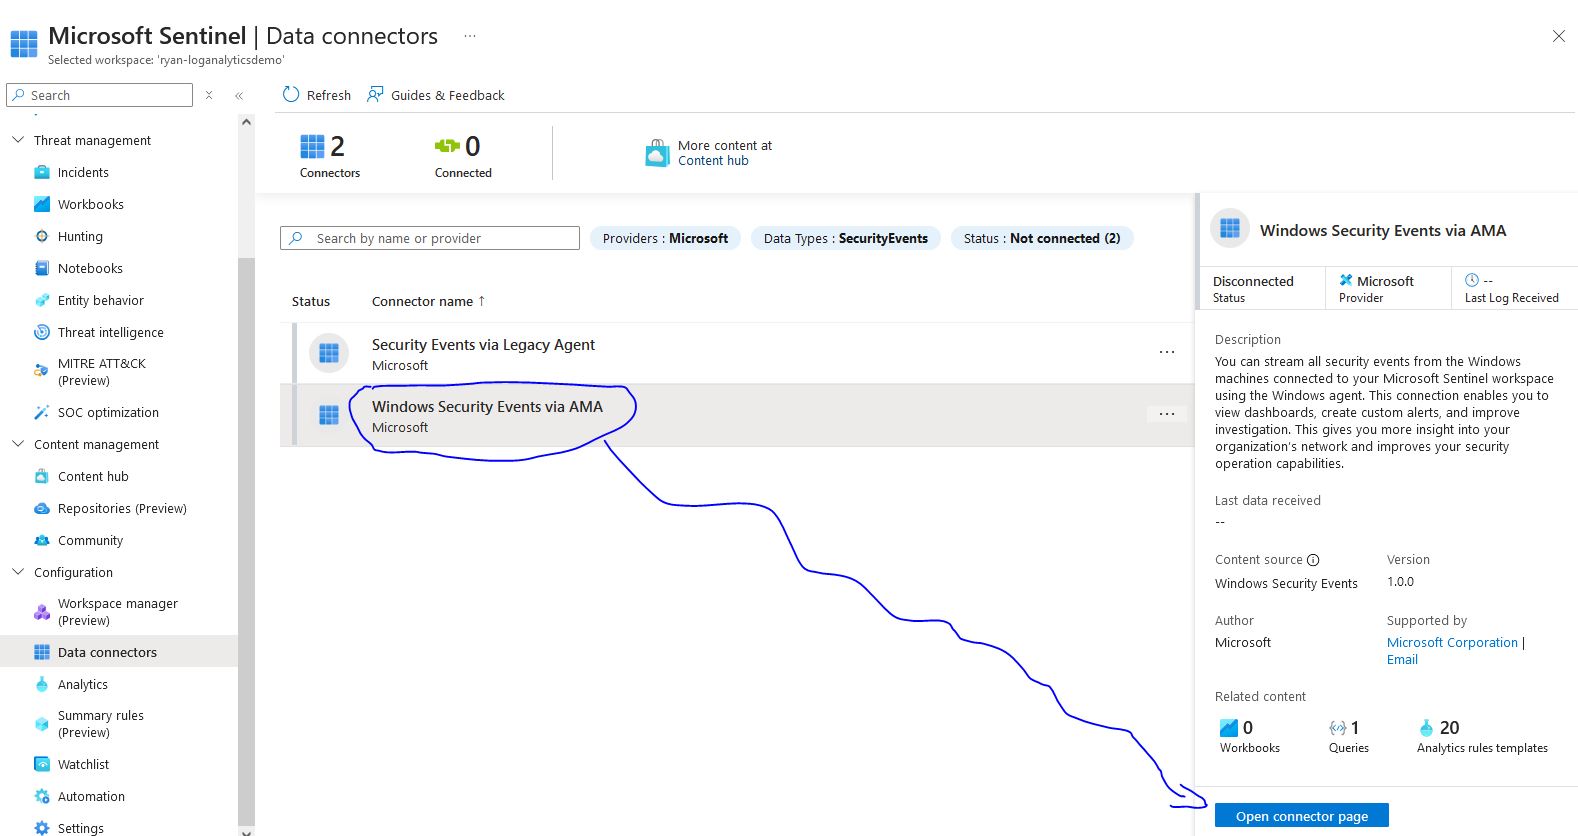 Microsoft Sentinel | Data connectors ...
Selected workspace: 'ryan-loganalyticsdemo'
Search
Threat management
Incidents
Workbooks
Hunting
Notebooks
Entity behavior
Threat intelligence
MITRE ATT&CK
(Preview)
SOC optimization
Content management
Content hub
Repositories (Preview)
Community
Configuration
Workspace manager
(Preview)
Data connectors
Analytics
Summary rules
(Preview)
Watchlist
Automation
Settings
Refresh
Guides & Feedback
2
Connectors
0
Connected
More content at
Content hub
Search by name or provider
Providers : Microsoft
Data Types : SecurityEvents
Status : Not connected (2)
Status
Connector name ↑
Security Events via Legacy Agent
Microsoft
...
Windows Security Events via AMA
Microsoft
...
Windows Security Events via AMA
Disconnected
Status
Microsoft
Provider
--
Last Log Received
Description
You can stream all security events from the Windows
machines connected to your Microsoft Sentinel workspace
using the Windows agent. This connection enables you to
view dashboards, create custom alerts, and improve
investigation. This gives you more insight into your
organization's network and improves your security
operation capabilities.
Last data received
--
Content source
Windows Security Events
Version
1.0.0
Author
Microsoft
Supported by
Microsoft Corporation |
Email
Related content
0
Workbooks
1
Queries
20
Analytics rules templates
Open connector page